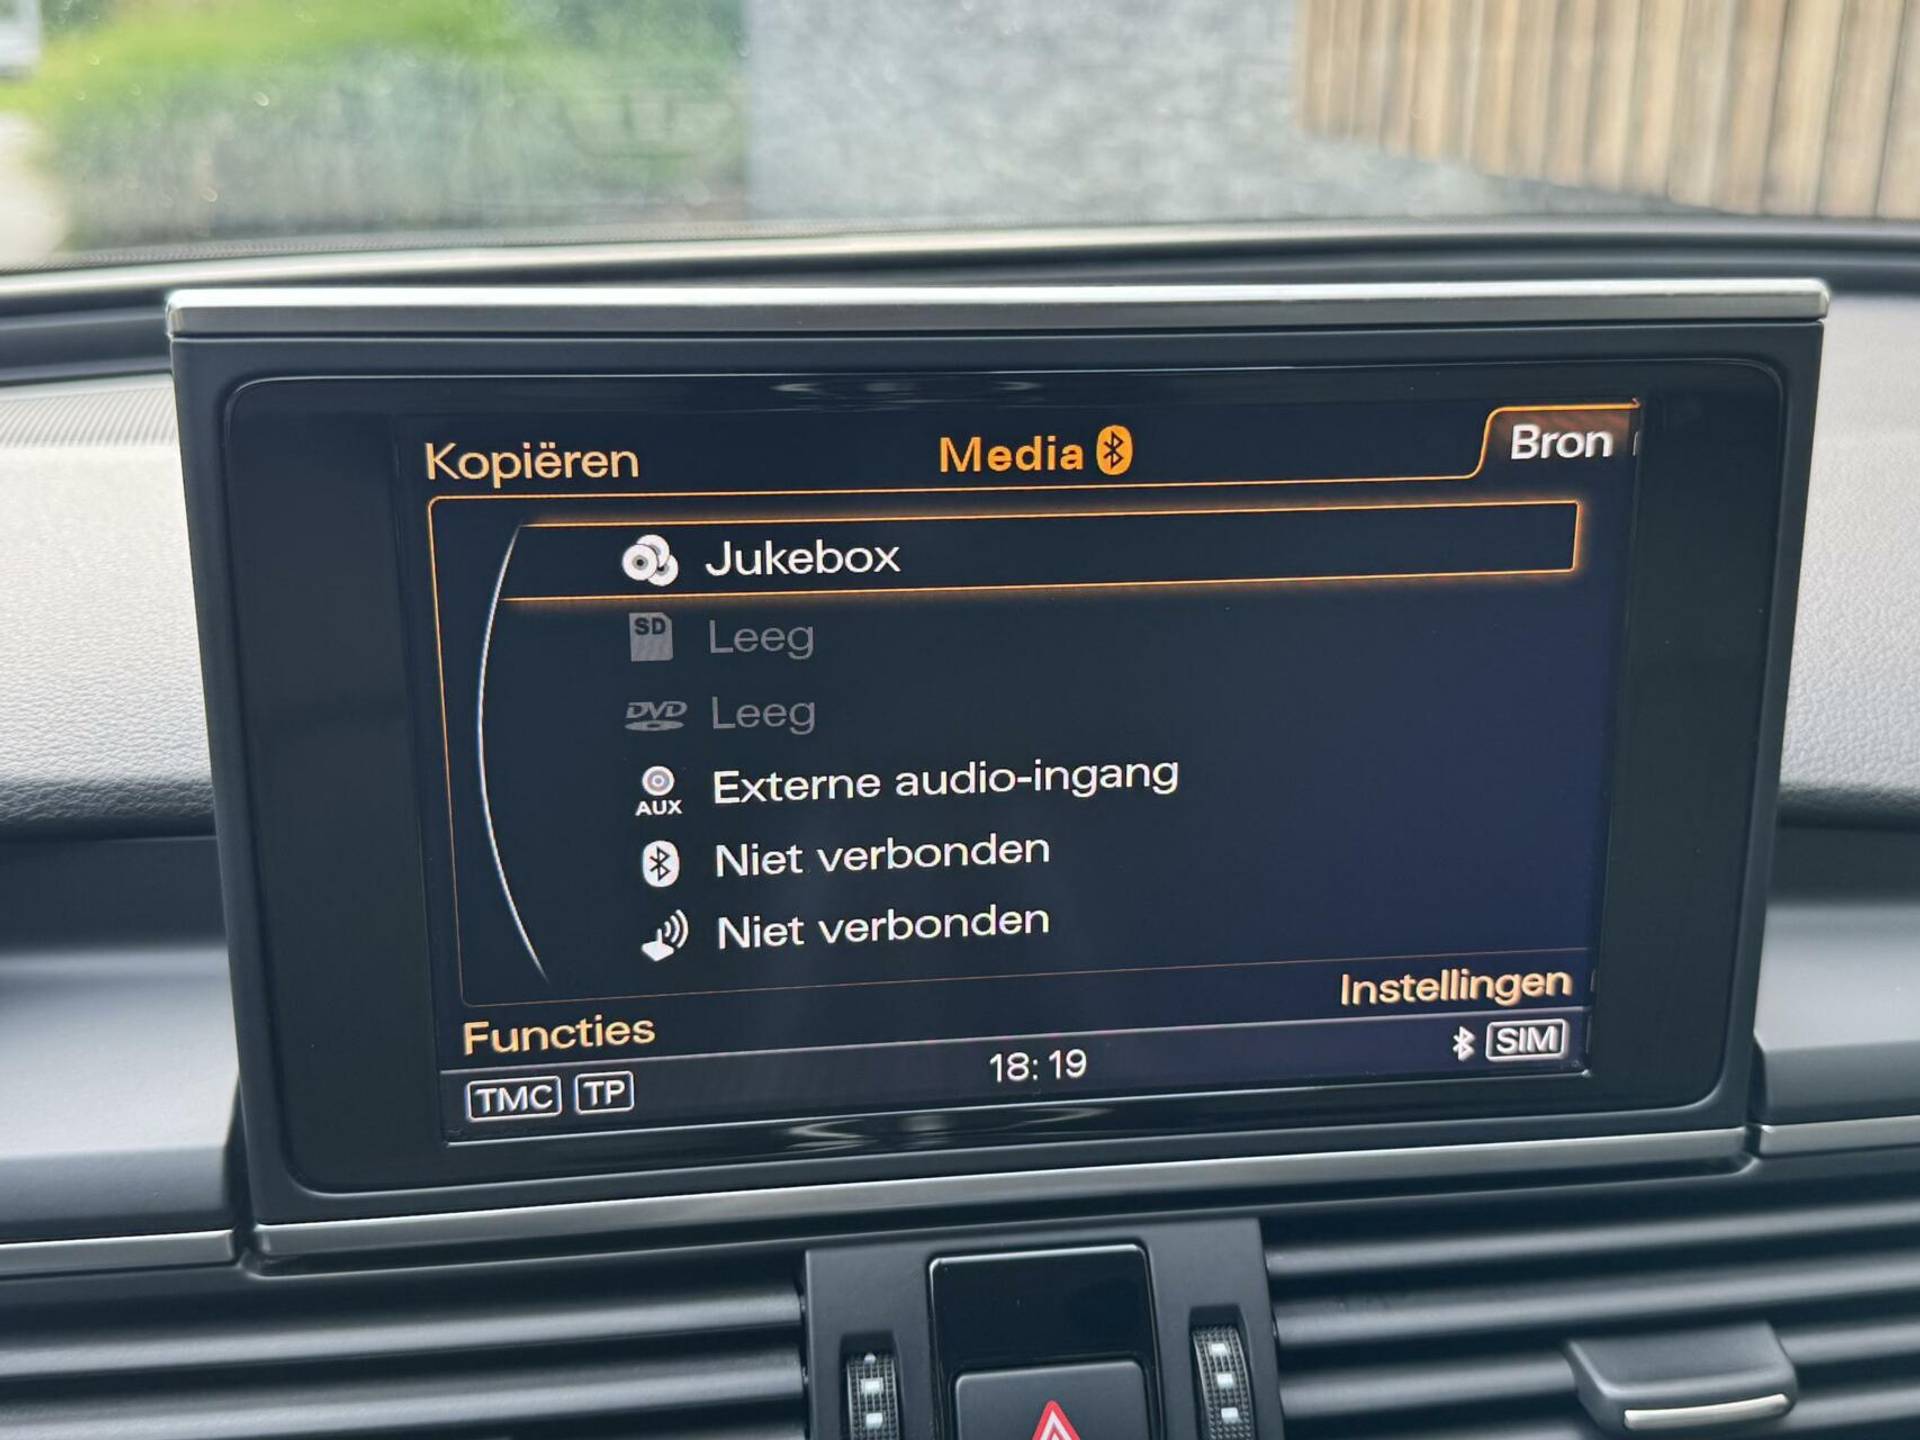 Kopiëren
Media
Bron
Jukebox
SD Leeg
DVD Leeg
AUX Externe audio-ingang
Niet verbonden
Niet verbonden
Instellingen
Functies
TMC TP 18:19 SIM